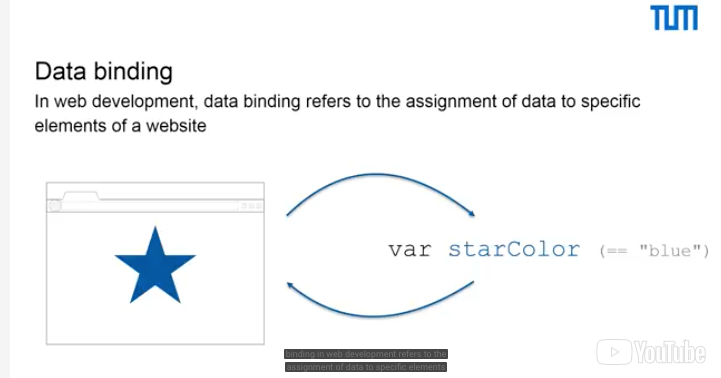 TUM
Data binding
In web development, data binding refers to the assignment of data to specific
elements of a website
var starColor (== "blue")
binding in web development refers to the
assignment of data to specific elements
YouTube